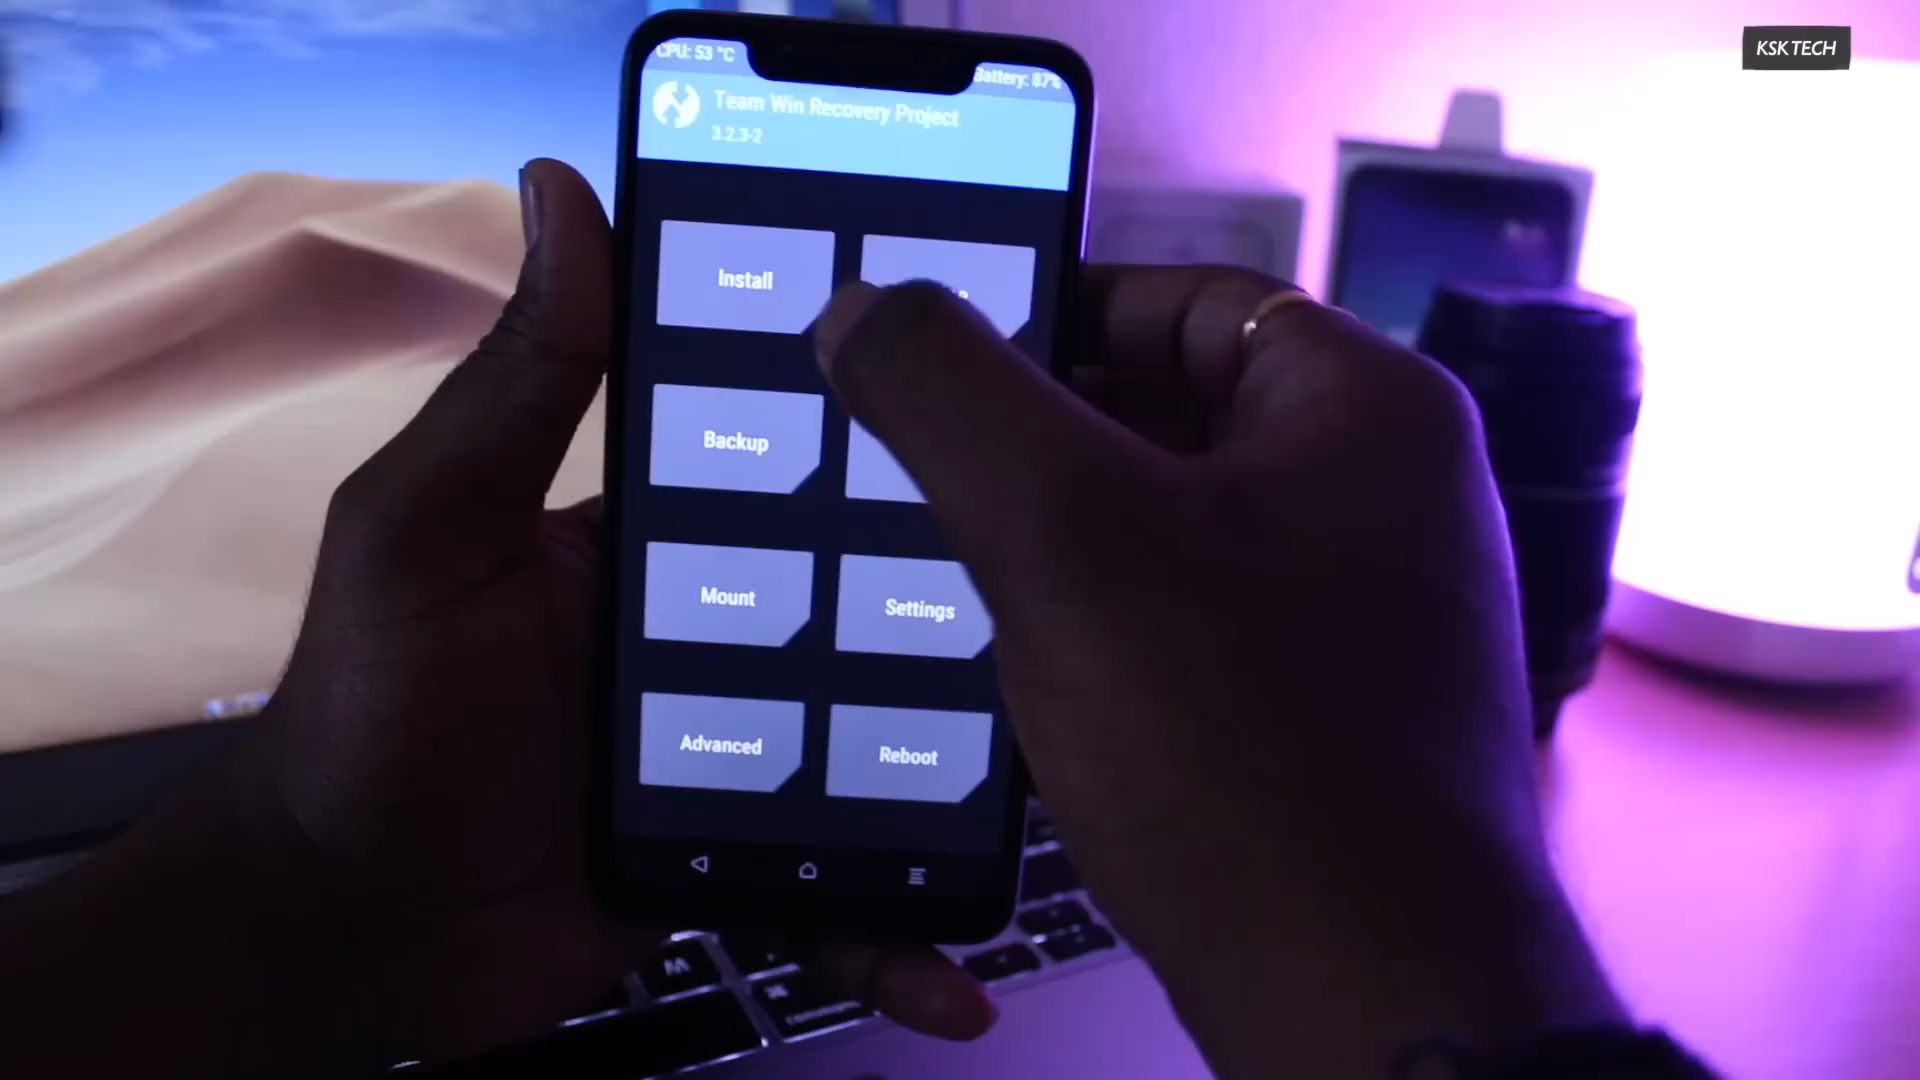 KSK TECH
CPU: 53 °C
Battery: 87%
Team Win Recovery Project
3.2.3-2
Install
Backup
Mount
Settings
Advanced
Reboot
command